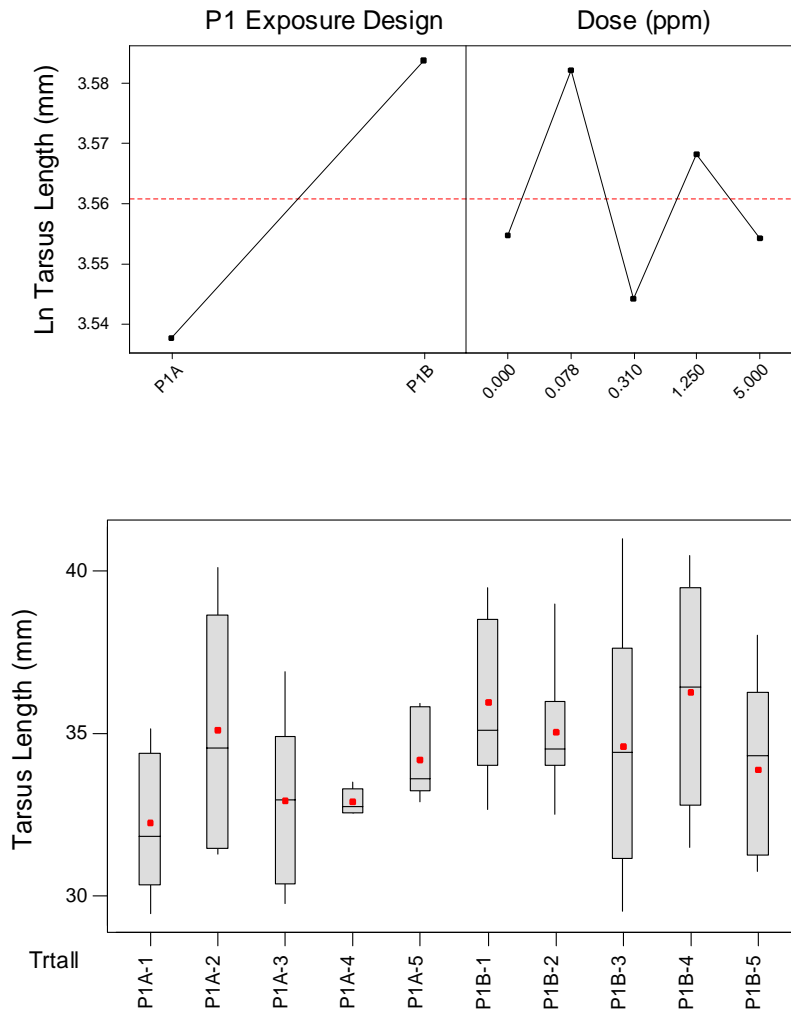 P1 Exposure Design
Dose (ppm)
Ln Tarsus Length (mm)
3.58
3.57
3.56
3.55
3.54
P1A
P1B
0.000
0.078
0.310
1.250
5.000
Tarsus Length (mm)
40
35
30
Trtall
P1A-1
P1A-2
P1A-3
P1A-4
P1A-5
P1B-1
P1B-2
P1B-3
P1B-4
P1B-5